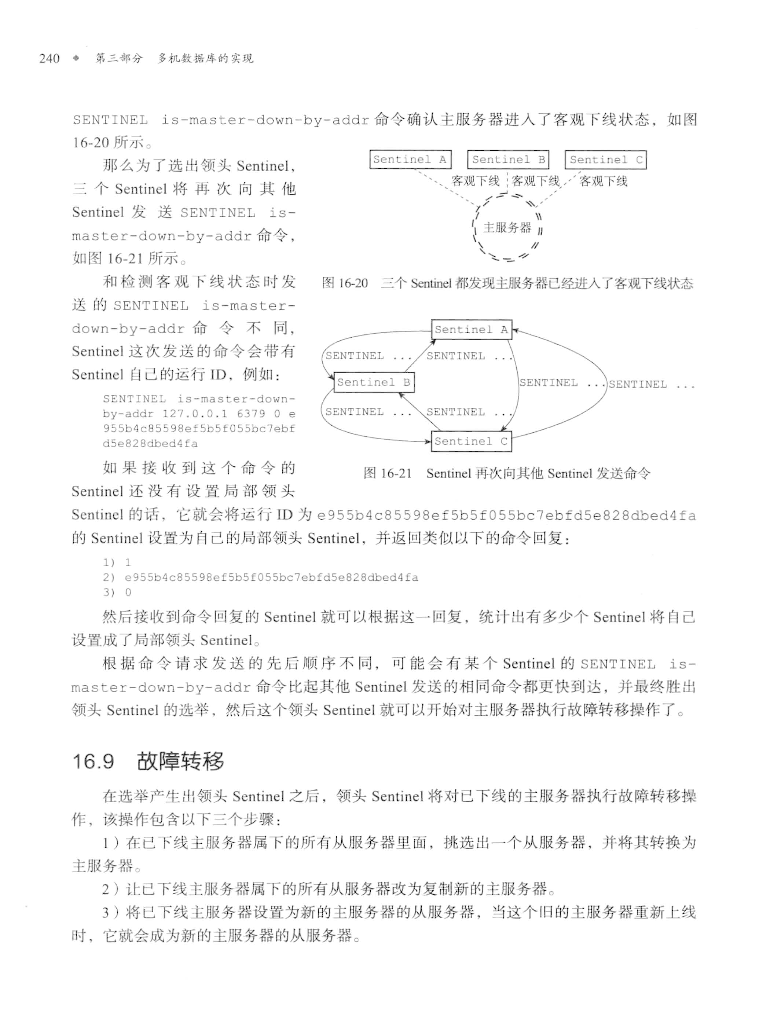 240 ● 第三部分 多机数据库的实现
SENTINEL is-master-down-by-addr 命令确认主服务器进入了客观下线状态，如图
16-20 所示。
那么为了选出领头 Sentinel，
三个 Sentinel 将再次向其他
Sentinel 发送 SENTINEL is-
master-down-by-addr 命令，
如图 16-21 所示。
和检测客观下线状态时发
送的 SENTINEL is-master-
down-by-addr 命令不同，
Sentinel 这次发送的命令会带有
Sentinel 自己的运行 ID，例如：
SENTINEL is-master-down-
by-addr 127.0.0.1 6379 0 e
955b4c85598ef5b5f055bc7ebf
d5e828dbed4fa
如果接收到这个命令的
Sentinel 还没有设置局部领头
Sentinel A Sentinel B Sentinel C
客观下线 客观下线 客观下线
主服务器
图 16-20 三个 Sentinel 都发现主服务器已经进入了客观下线状态
Sentinel A
SENTINEL ... SENTINEL ...
Sentinel B SENTINEL ... SENTINEL ...
SENTINEL ... SENTINEL ...
Sentinel C
图 16-21 Sentinel 再次向其他 Sentinel 发送命令
Sentinel 的话，它就会将运行 ID 为 e955b4c85598ef5b5f055bc7ebfd5e828dbed4fa
的 Sentinel 设置为自己的局部领头 Sentinel，并返回类似以下的命令回复：
1) 1
2) e955b4c85598ef5b5f055bc7ebfd5e828dbed4fa
3) 0
然后接收到命令回复的 Sentinel 就可以根据这一回复，统计出有多少个 Sentinel 将自己
设置成了局部领头 Sentinel。
根据命令请求发送的先后顺序不同，可能会有某个 Sentinel 的 SENTINEL is-
master-down-by-addr 命令比起其他 Sentinel 发送的相同命令都更快到达，并最终胜出
领头 Sentinel 的选举，然后这个领头 Sentinel 就可以开始对主服务器执行故障转移操作了。
16.9 故障转移
在选举产生出领头 Sentinel 之后，领头 Sentinel 将对已下线的主服务器执行故障转移操
作，该操作包含以下三个步骤：
1）在已下线主服务器属下的所有从服务器里面，挑选出一个从服务器，并将其转换为
主服务器。
2）让已下线主服务器属下的所有从服务器改为复制新的主服务器。
3）将已下线主服务器设置为新的主服务器的从服务器，当这个旧的主服务器重新上线
时，它就会成为新的主服务器的从服务器。